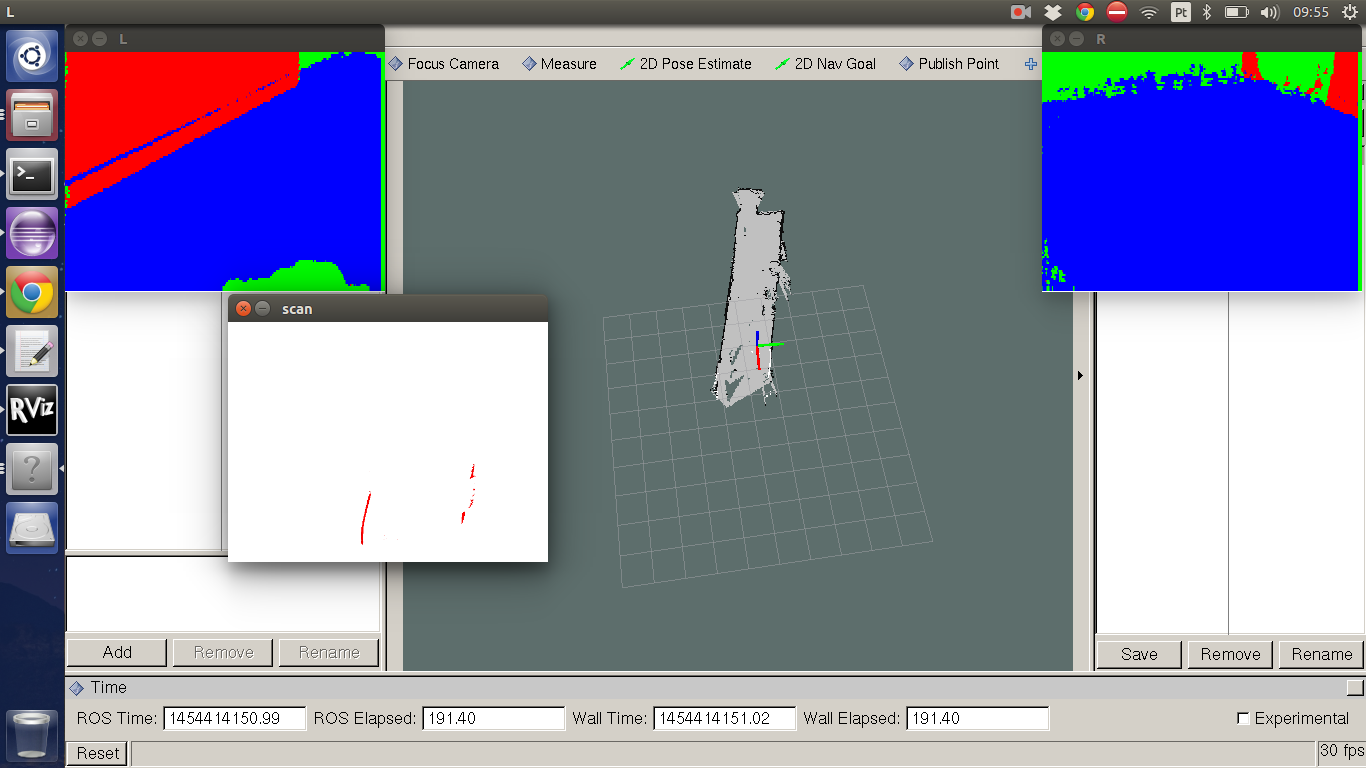 L
Pt
09:55
L
R
Focus Camera
Measure
2D Pose Estimate
2D Nav Goal
Publish Point
>_
scan
RViz
?
Add
Remove
Rename
Save
Remove
Rename
Time
ROS Time: 1454414150.99 ROS Elapsed: 191.40 Wall Time: 1454414151.02 Wall Elapsed: 191.40 Experimental
Reset
30 fps